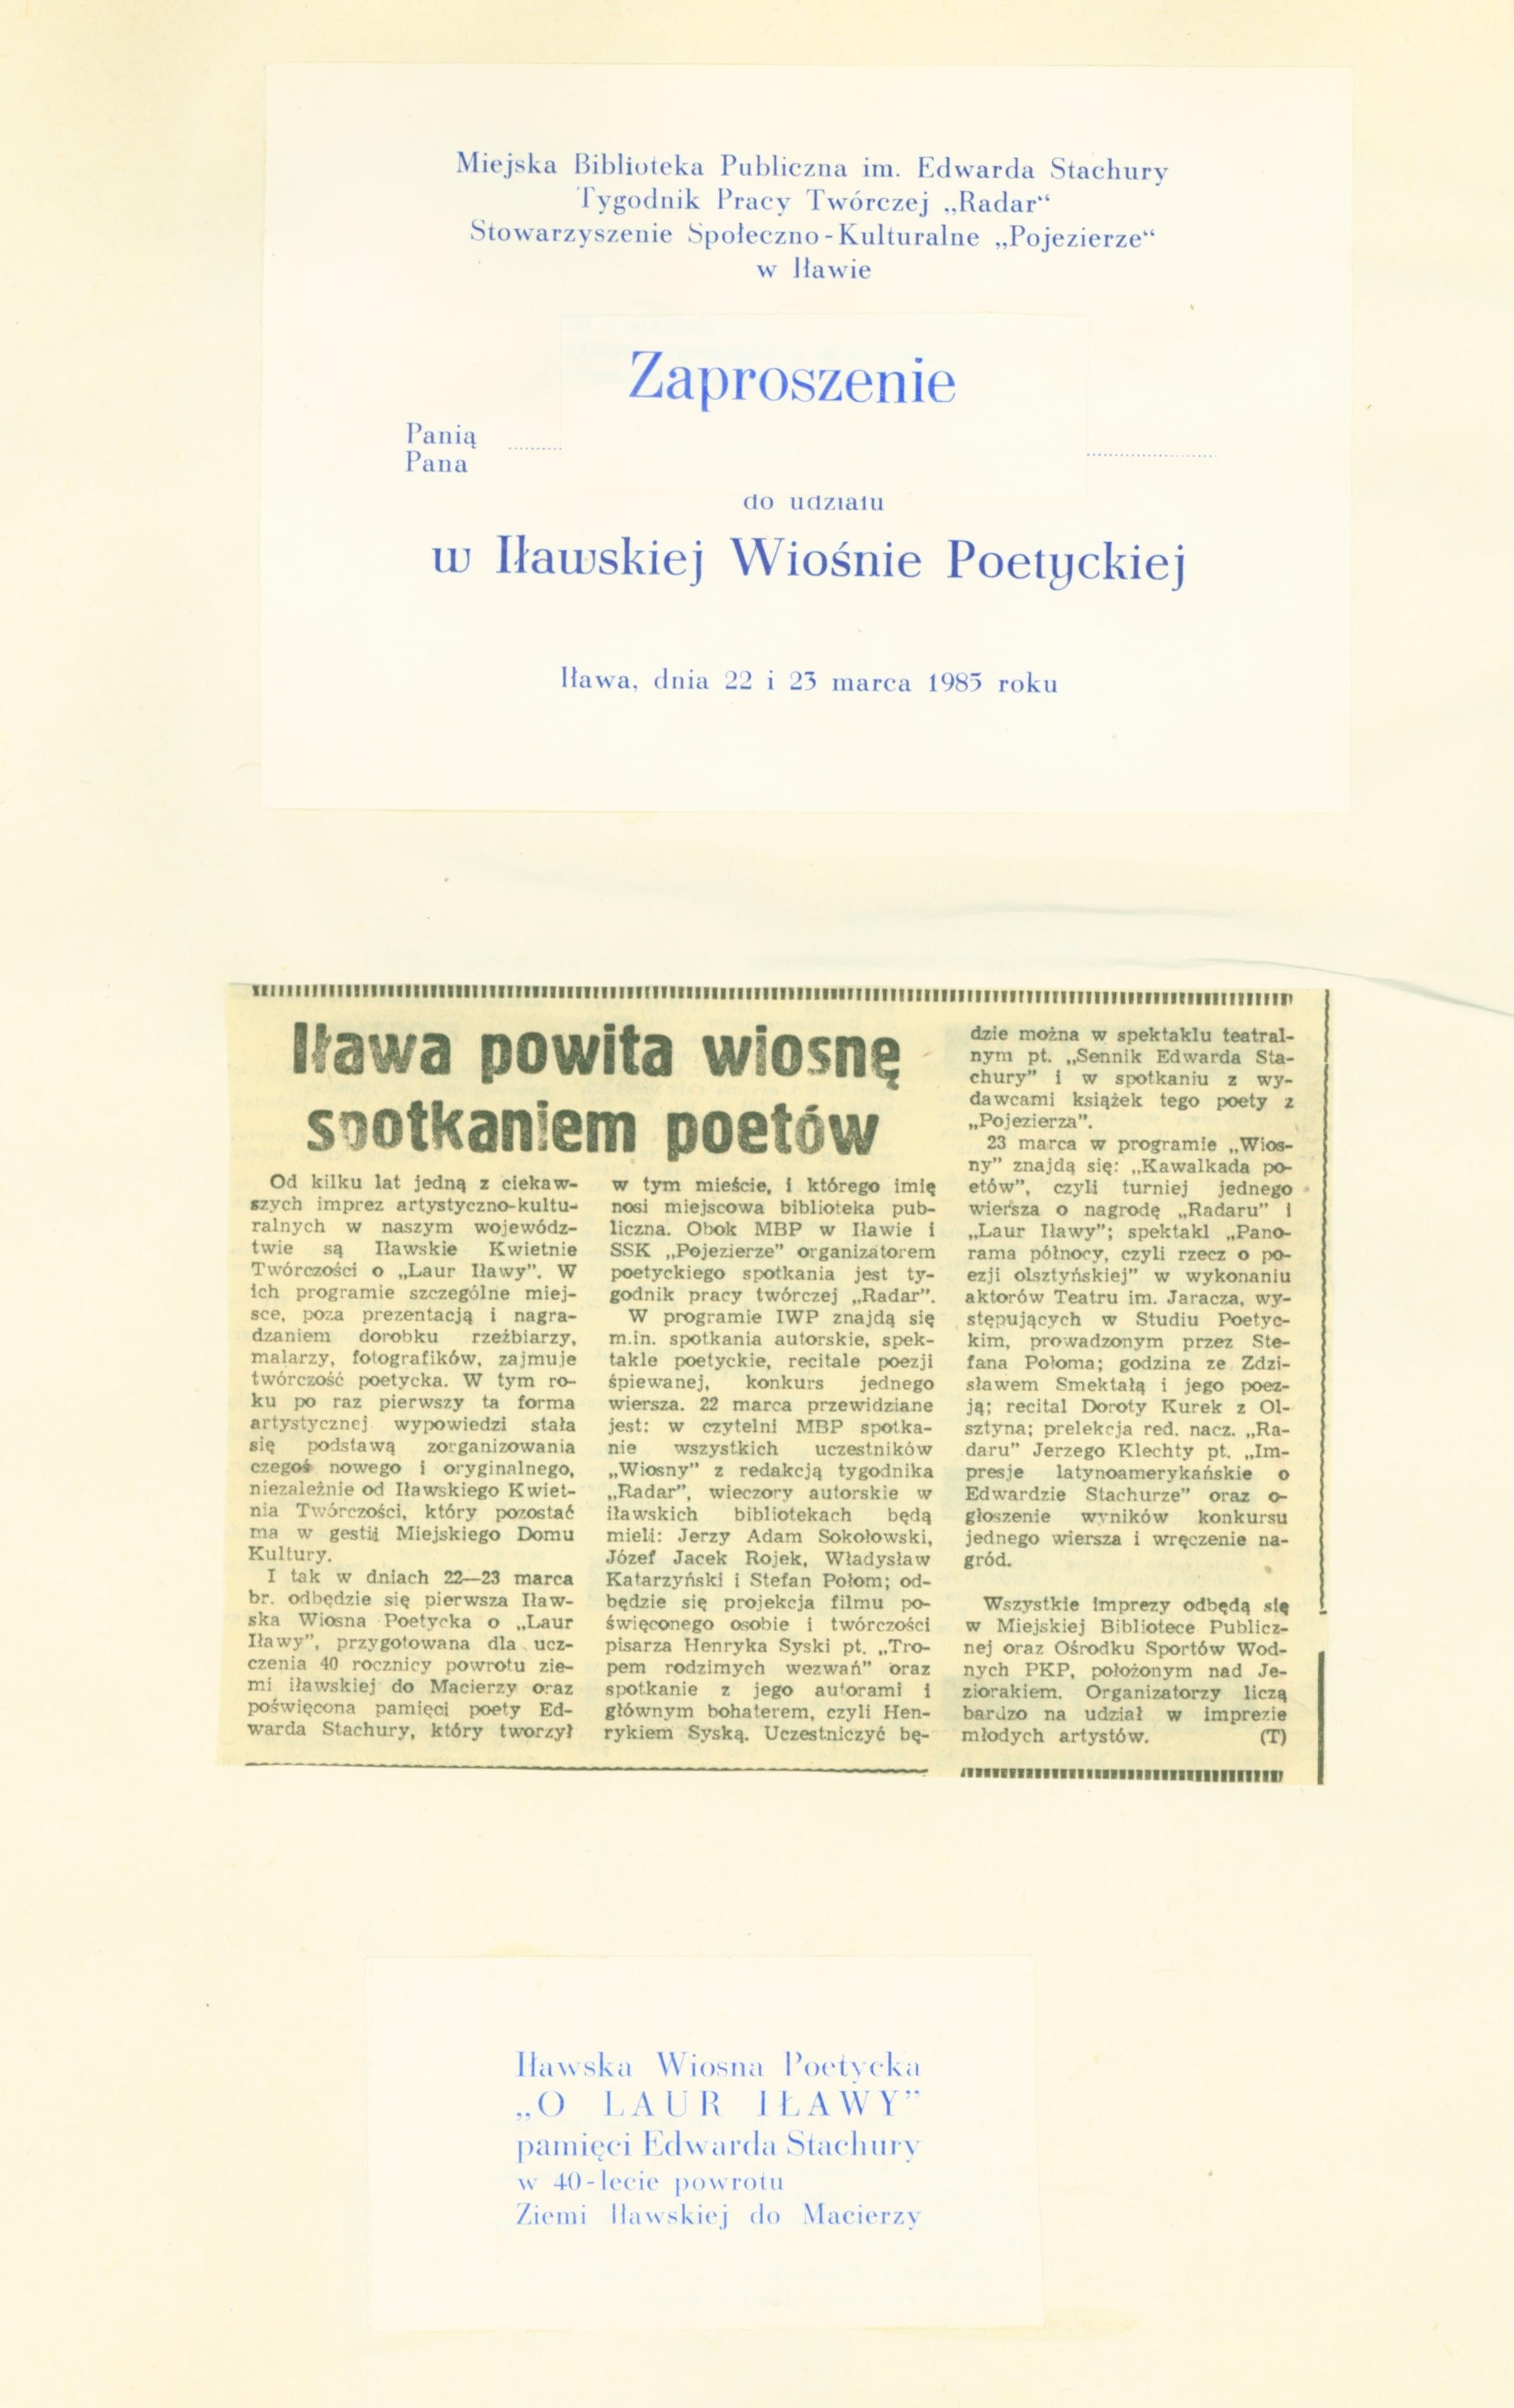 Miejska Biblioteka Publiczna im. Edwarda Stachury
Tygodnik Pracy Twórczej „Radar“
Stowarzyszenie Społeczno-Kulturalne „Pojezierze“
w Iławie
Zaproszenie
Panią
Pana
do udziału
w Iławskiej Wiośnie Poetyckiej
Iława, dnia 22 i 23 marca 1985 roku
Iława powita wiosnę
spotkaniem poetów
Od kilku lat jedną z ciekaw-
szych imprez artystyczno-kultu-
ralnych w naszym wojewódz-
twie są Iławskie Kwietnie
Twórczości o „Laur Iławy”. W
ich programie szczególne miej-
sce, poza prezentacją i nagra-
dzaniem dorobku rzeźbiarzy,
malarzy, fotografików, zajmuje
twórczość poetycka. W tym ro-
ku po raz pierwszy ta forma
artystycznej wypowiedzi stała
się podstawą zorganizowania
czegoś nowego i oryginalnego,
niezależnie od Iławskiego Kwiet-
nia Twórczości, który pozostać
ma w gestii Miejskiego Domu
Kultury.
I tak w dniach 22—23 marca
br. odbędzie się pierwsza Iław-
ska Wiosna Poetycka o „Laur
Iławy”, przygotowana dla ucz-
czenia 40 rocznicy powrotu zie-
mi iławskiej do Macierzy oraz
poświęcona pamięci poety Ed-
warda Stachury, który tworzył
w tym mieście, i którego imię
nosi miejscowa biblioteka pub-
liczna. Obok MBP w Iławie i
SSK „Pojezierze” organizatorem
poetyckiego spotkania jest ty-
godnik pracy twórczej „Radar”.
W programie IWP znajdą się
m.in. spotkania autorskie, spek-
takle poetyckie, recitale poezji
śpiewanej, konkurs jednego
wiersza. 22 marca przewidziane
jest: w czytelni MBP spotka-
nie wszystkich uczestników
„Wiosny” z redakcją tygodnika
„Radar”, wieczory autorskie w
iławskich bibliotekach będą
mieli: Jerzy Adam Sokołowski,
Józef Jacek Rojek, Władysław
Katarzyński i Stefan Połom; od-
będzie się projekcja filmu po-
święconego osobie i twórczości
pisarza Henryka Syski pt. „Tro-
pem rodzimych wezwań” oraz
spotkanie z jego autorami i
głównym bohaterem, czyli Hen-
rykiem Syską. Uczestniczyć bę-
dzie można w spektaklu teatral-
nym pt. „Sennik Edwarda Sta-
chury” i w spotkaniu z wy-
dawcami książek tego poety z
„Pojezierza”.
23 marca w programie „Wios-
ny” znajdą się: „Kawalkada po-
etów”, czyli turniej jednego
wiersza o nagrodę „Radaru” i
„Laur Iławy”; spektakl „Pano-
rama północy, czyli rzecz o po-
ezji olsztyńskiej” w wykonaniu
aktorów Teatru im. Jaracza, wy-
stępujących w Studiu Poetyc-
kim, prowadzonym przez Ste-
fana Połoma; godzina ze Zdzi-
sławem Smektałą i jego poez-
ją; recital Doroty Kurek z Ol-
sztyna; prelekcja red. nacz. „Ra-
daru” Jerzego Klechty pt. „Im-
presje latynoamerykańskie o
Edwardzie Stachurze” oraz o-
głoszenie wyników konkursu
jednego wiersza i wręczenie na-
gród.
Wszystkie imprezy odbędą się
w Miejskiej Bibliotece Publicz-
nej oraz Ośrodku Sportów Wod-
nych PKP, położonym nad Je-
ziorakiem. Organizatorzy liczą
bardzo na udział w imprezie
młodych artystów. (T)
Iławska Wiosna Poetycka
„O LAUR IŁAWY”
pamięci Edwarda Stachury
w 40-lecie powrotu
Ziemi Iławskiej do Macierzy